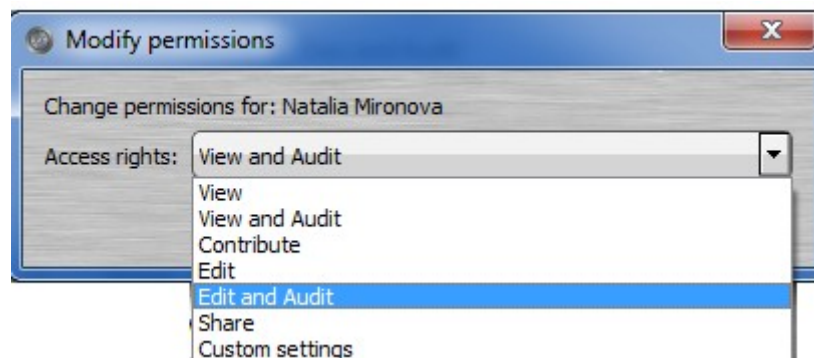 Modify permissions
Change permissions for: Natalia Mironova
Access rights: View and Audit
View
View and Audit
Contribute
Edit
Edit and Audit
Share
Custom settings